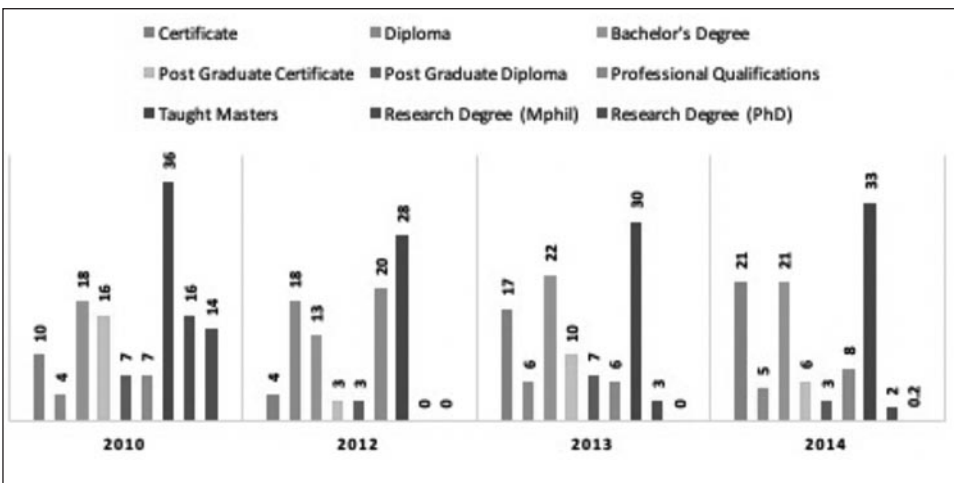 Certificate Diploma Bachelor's Degree
Post Graduate Certificate Post Graduate Diploma Professional Qualifications
Taught Masters Research Degree (Mphil) Research Degree (PhD)
10 4 18 16 7 7 36 16 14
4 18 13 3 3 20 28 0 0
17 6 22 10 7 6 30 3 0
21 5 21 6 3 8 33 2 0.2
2010 2012 2013 2014